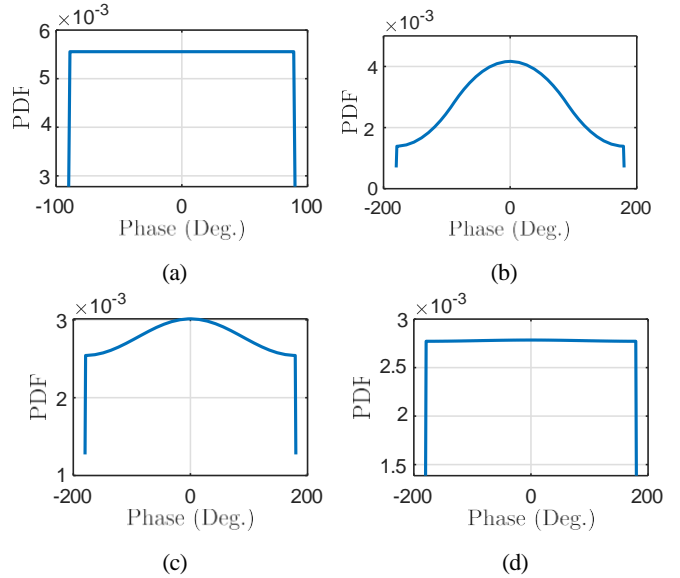 ×10⁻³
6
5
4
3
PDF
-100 0 100
Phase (Deg.)
(a)
×10⁻³
4
2
0
PDF
-200 0 200
Phase (Deg.)
(b)
×10⁻³
3
2
1
PDF
-200 0 200
Phase (Deg.)
(c)
×10⁻³
3
2.5
2
1.5
PDF
-200 0 200
Phase (Deg.)
(d)